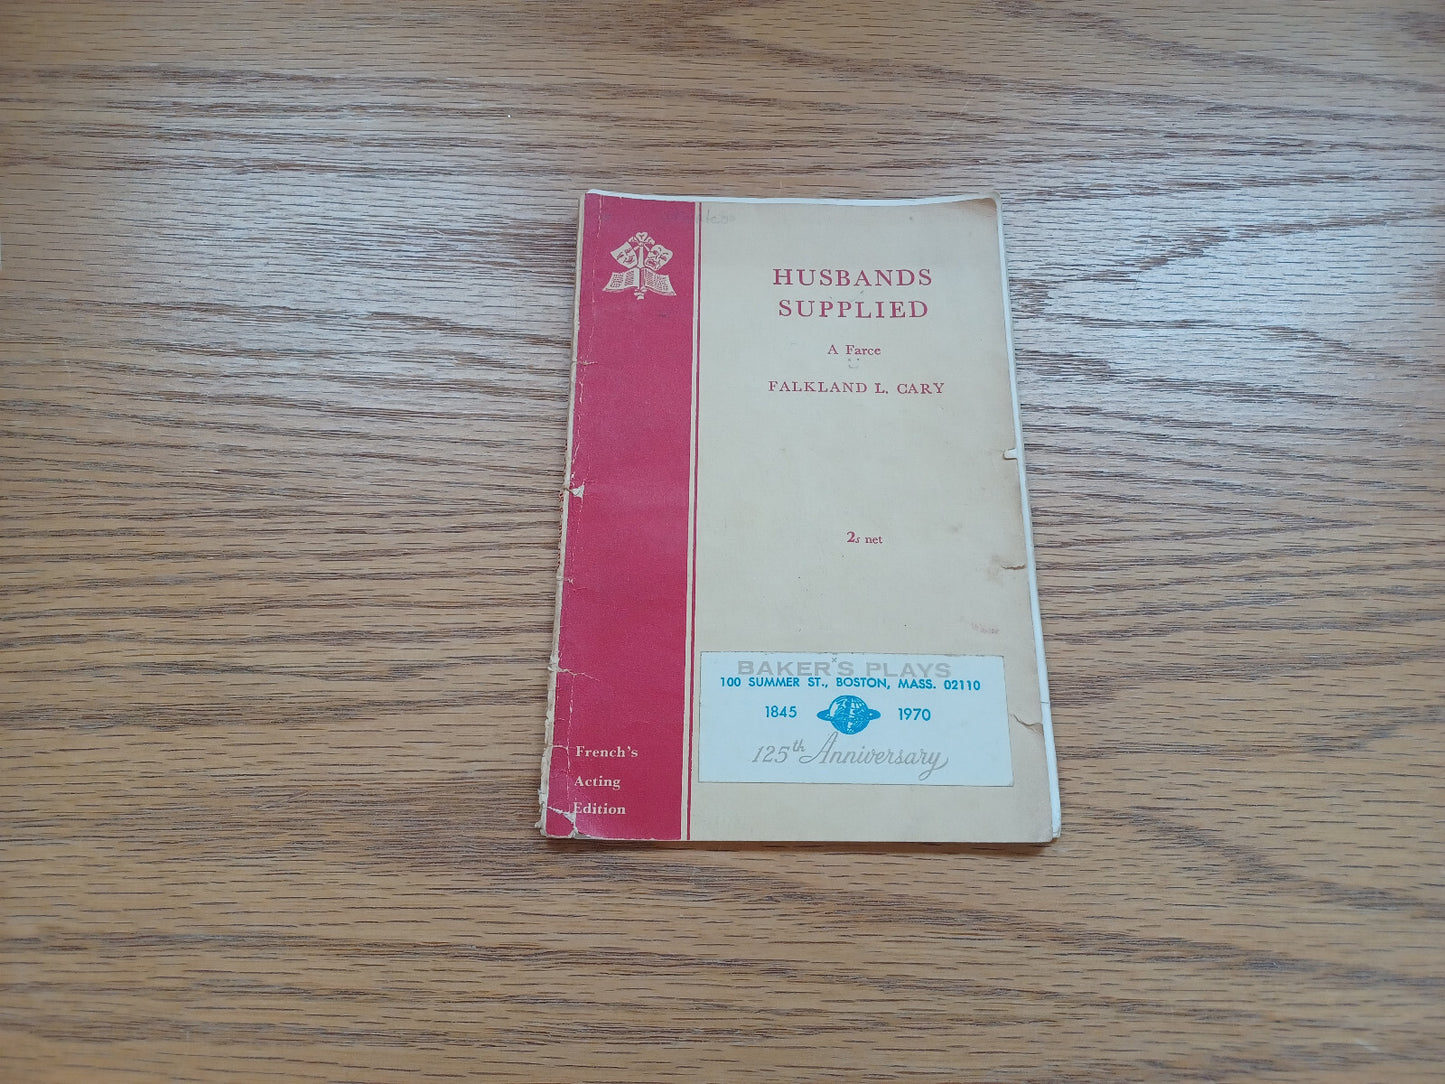 HUSBANDS
SUPPLIED
A Farce
FALKLAND L. CARY
2s net
BAKER'S PLAYS
100 SUMMER ST., BOSTON, MASS. 02110
1845 1970
125th Anniversary
French's
Acting
Edition